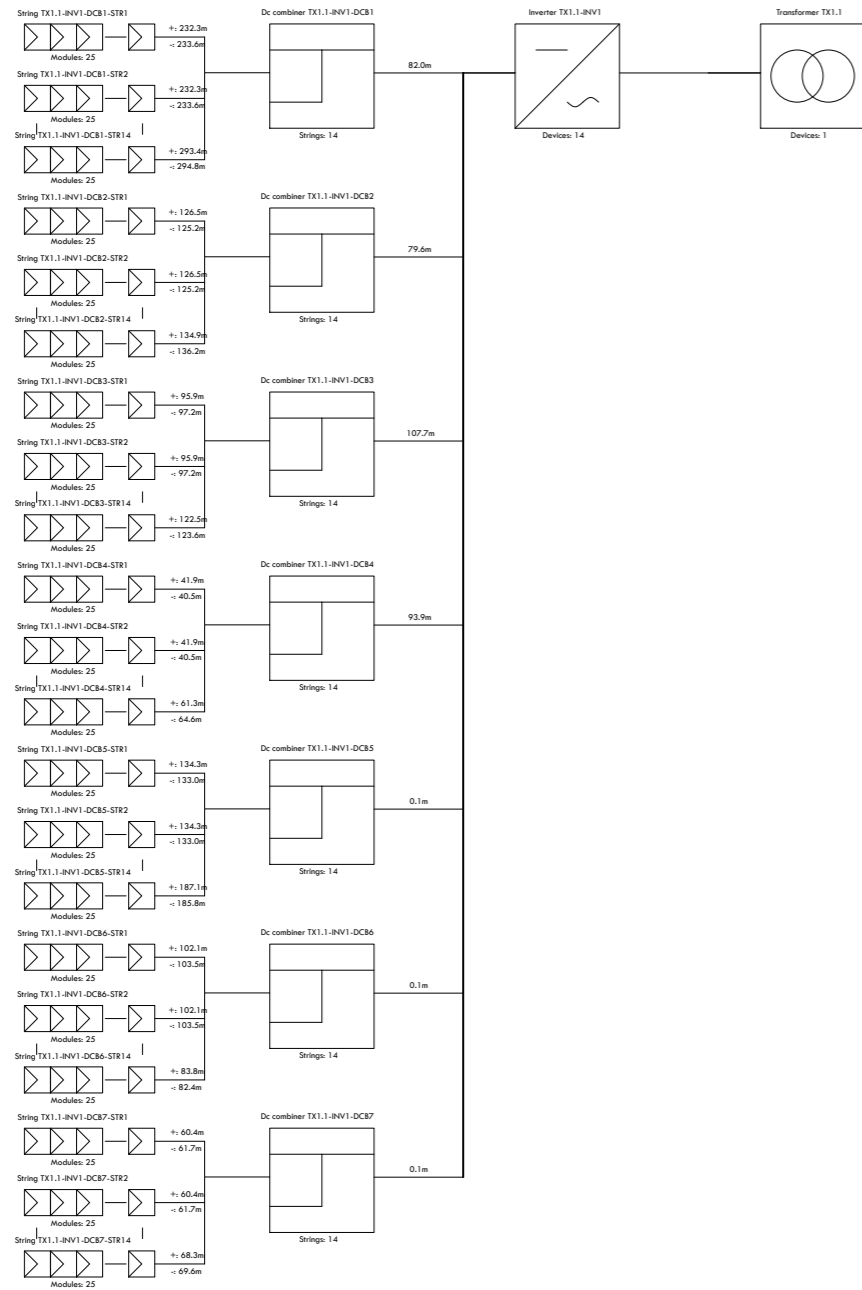 String TX1.1-INV1-DCB1-STR1
+: 232.3m
-: 233.6m
Modules: 25
String TX1.1-INV1-DCB1-STR2
+: 232.3m
-: 233.6m
Modules: 25
String TX1.1-INV1-DCB1-STR14
+: 293.4m
-: 294.8m
Modules: 25
Dc combiner TX1.1-INV1-DCB1
Strings: 14
82.0m
Inverter TX1.1-INV1
Devices: 14
Transformer TX1.1
Devices: 1
String TX1.1-INV1-DCB2-STR1
+: 126.5m
-: 125.2m
Modules: 25
String TX1.1-INV1-DCB2-STR2
+: 126.5m
-: 125.2m
Modules: 25
String TX1.1-INV1-DCB2-STR14
+: 134.9m
-: 136.2m
Modules: 25
Dc combiner TX1.1-INV1-DCB2
Strings: 14
79.6m
String TX1.1-INV1-DCB3-STR1
+: 95.9m
-: 97.2m
Modules: 25
String TX1.1-INV1-DCB3-STR2
+: 95.9m
-: 97.2m
Modules: 25
String TX1.1-INV1-DCB3-STR14
+: 122.5m
-: 123.6m
Modules: 25
Dc combiner TX1.1-INV1-DCB3
Strings: 14
107.7m
String TX1.1-INV1-DCB4-STR1
+: 41.9m
-: 40.5m
Modules: 25
String TX1.1-INV1-DCB4-STR2
+: 41.9m
-: 40.5m
Modules: 25
String TX1.1-INV1-DCB4-STR14
+: 61.3m
-: 64.6m
Modules: 25
Dc combiner TX1.1-INV1-DCB4
Strings: 14
93.9m
String TX1.1-INV1-DCB5-STR1
+: 134.3m
-: 133.0m
Modules: 25
String TX1.1-INV1-DCB5-STR2
+: 134.3m
-: 133.0m
Modules: 25
String TX1.1-INV1-DCB5-STR14
+: 187.1m
-: 185.8m
Modules: 25
Dc combiner TX1.1-INV1-DCB5
Strings: 14
0.1m
String TX1.1-INV1-DCB6-STR1
+: 102.1m
-: 103.5m
Modules: 25
String TX1.1-INV1-DCB6-STR2
+: 102.1m
-: 103.5m
Modules: 25
String TX1.1-INV1-DCB6-STR14
+: 83.8m
-: 82.4m
Modules: 25
Dc combiner TX1.1-INV1-DCB6
Strings: 14
0.1m
String TX1.1-INV1-DCB7-STR1
+: 60.4m
-: 61.7m
Modules: 25
String TX1.1-INV1-DCB7-STR2
+: 60.4m
-: 61.7m
Modules: 25
String TX1.1-INV1-DCB7-STR14
+: 68.3m
-: 69.6m
Modules: 25
Dc combiner TX1.1-INV1-DCB7
Strings: 14
0.1m